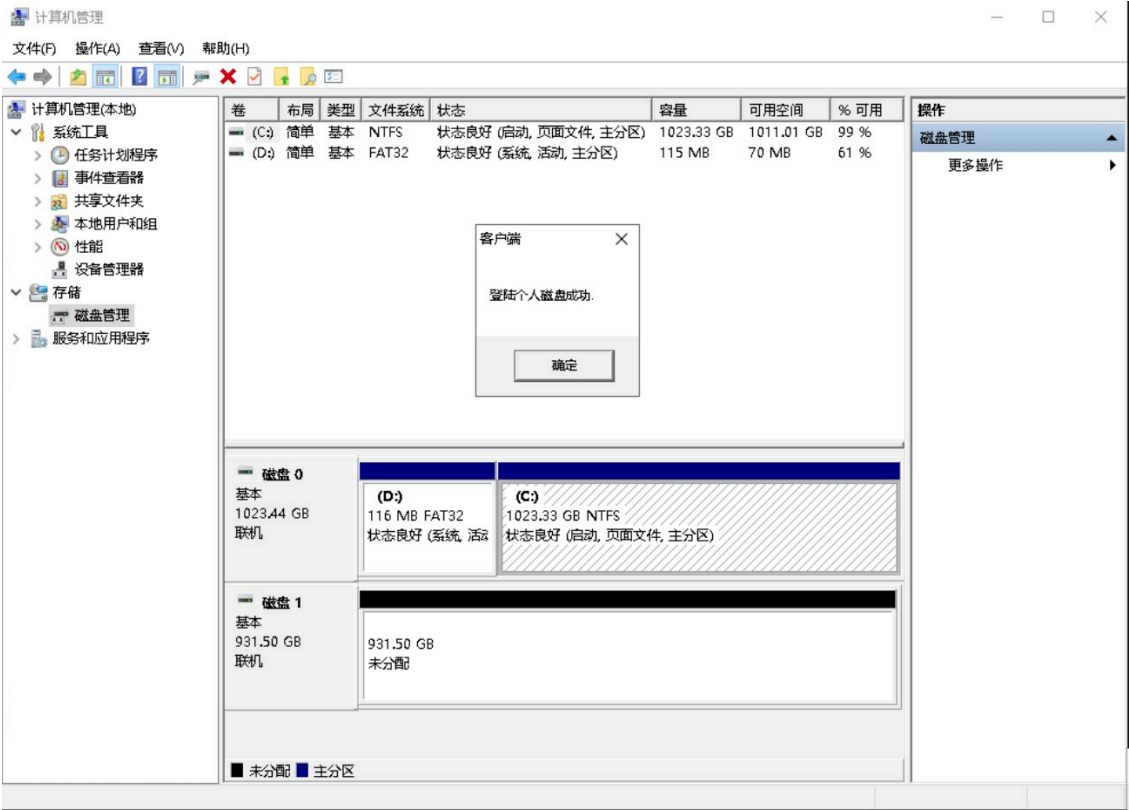 计算机管理
文件(F) 操作(A) 查看(V) 帮助(H)
计算机管理(本地)
系统工具
任务计划程序
事件查看器
共享文件夹
本地用户和组
性能
设备管理器
存储
磁盘管理
服务和应用程序
卷 布局 类型 文件系统 状态 容量 可用空间 % 可用
(C:) 简单 基本 NTFS 状态良好 (启动, 页面文件, 主分区) 1023.33 GB 1011.01 GB 99 %
(D:) 简单 基本 FAT32 状态良好 (系统, 活动, 主分区) 115 MB 70 MB 61 %
客户端
登陆个人磁盘成功.
确定
磁盘 0
基本
1023.44 GB
联机
(D:)
116 MB FAT32
状态良好 (系统, 活动
(C:)
1023.33 GB NTFS
状态良好 (启动, 页面文件, 主分区)
磁盘 1
基本
931.50 GB
联机
931.50 GB
未分配
未分配 主分区
操作
磁盘管理
更多操作